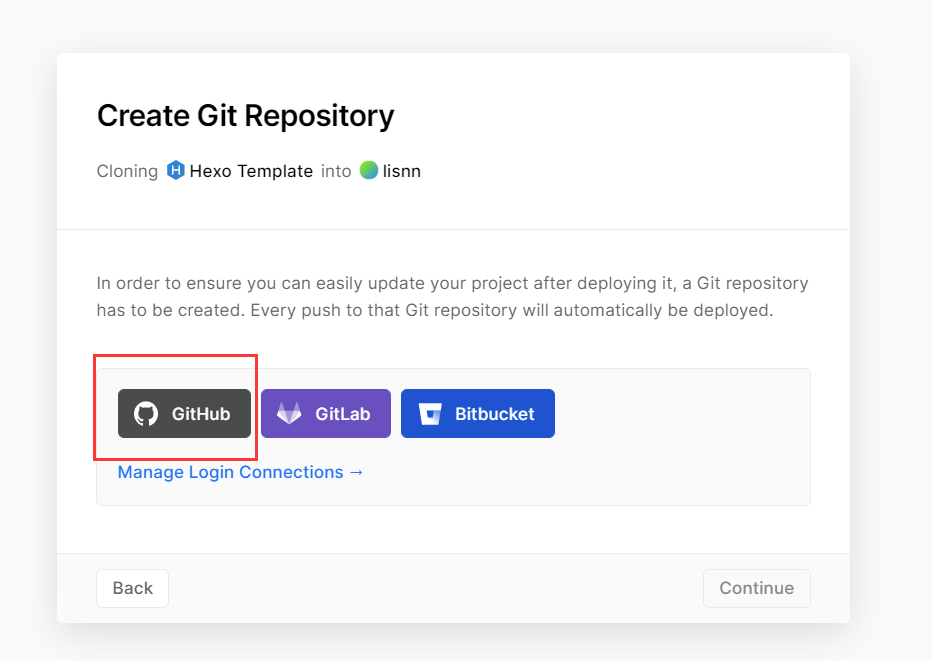 Create Git Repository
Cloning H Hexo Template into lisnn
In order to ensure you can easily update your project after deploying it, a Git repository
has to be created. Every push to that Git repository will automatically be deployed.
GitHub GitLab Bitbucket
Manage Login Connections →
Back Continue